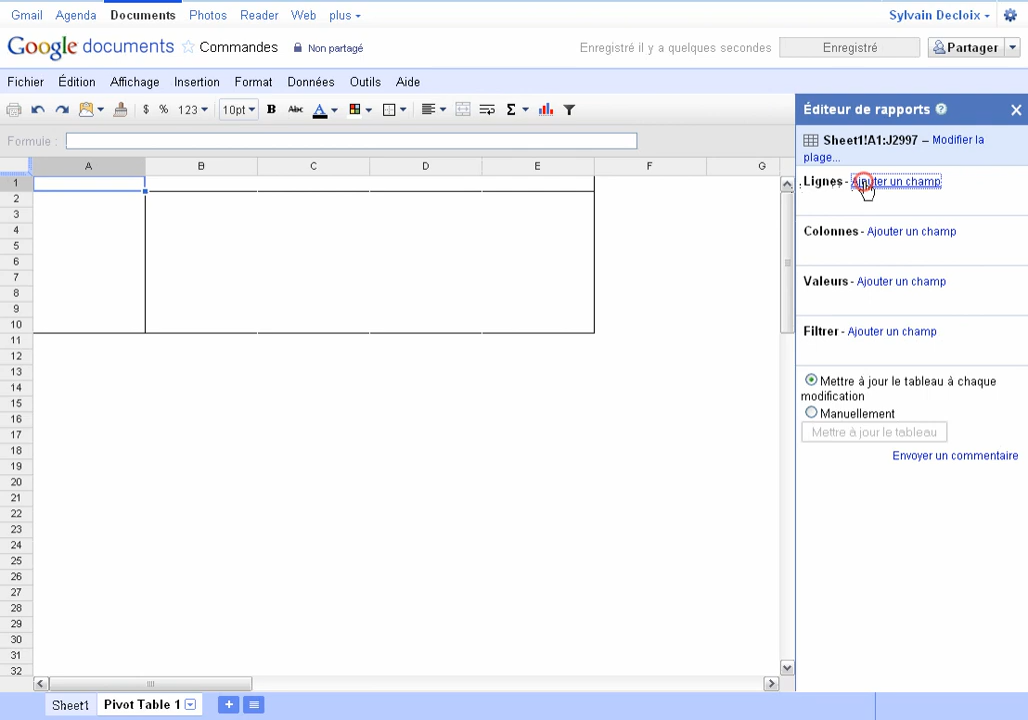 Gmail Agenda Documents Photos Reader Web plus Sylvain Decloix
Google documents Commandes Non partagé Enregistré il y a quelques secondes Enregistré Partager
Fichier Édition Affichage Insertion Format Données Outils Aide
$ % 123 10pt B Abc A Σ
Formule :
Éditeur de rapports ?
Sheet1!A1:J2997 – Modifier la
plage...
Lignes - Ajouter un champ
Colonnes - Ajouter un champ
Valeurs - Ajouter un champ
Filtrer - Ajouter un champ
Mettre à jour le tableau à chaque
modification
Manuellement
Mettre à jour le tableau
Envoyer un commentaire
A B C D E F G
1
2
3
4
5
6
7
8
9
10
11
12
13
14
15
16
17
18
19
20
21
22
23
24
25
26
27
28
29
30
31
32
Sheet1 Pivot Table 1 +